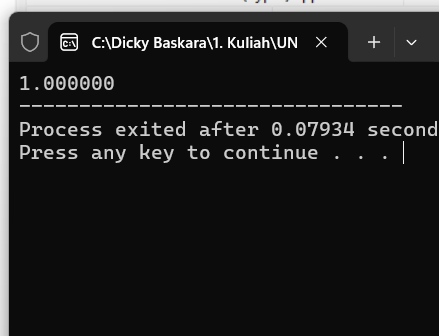 C:\Dicky Baskara\1. Kuliah\UN
1.000000
--------------------------------
Process exited after 0.07934 second
Press any key to continue . . .